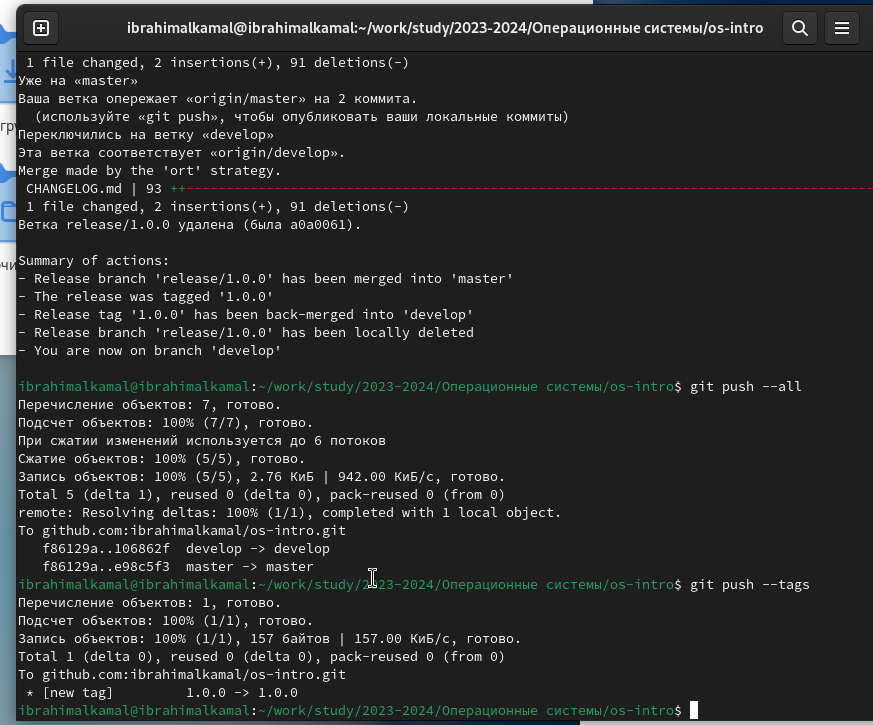 ibrahimalkamal@ibrahimalkamal:~/work/study/2023-2024/Операционные системы/os-intro
 1 file changed, 2 insertions(+), 91 deletions(-)
Уже на «master»
Ваша ветка опережает «origin/master» на 2 коммита.
  (используйте «git push», чтобы опубликовать ваши локальные коммиты)
Переключились на ветку «develop»
Эта ветка соответствует «origin/develop».
Merge made by the 'ort' strategy.
 CHANGELOG.md | 93 ++-------------------------------------------------------------------------------------
 1 file changed, 2 insertions(+), 91 deletions(-)
Ветка release/1.0.0 удалена (была a0a0061).
Summary of actions:
- Release branch 'release/1.0.0' has been merged into 'master'
- The release was tagged '1.0.0'
- Release tag '1.0.0' has been back-merged into 'develop'
- Release branch 'release/1.0.0' has been locally deleted
- You are now on branch 'develop'
ibrahimalkamal@ibrahimalkamal:~/work/study/2023-2024/Операционные системы/os-intro$ git push --all
Перечисление объектов: 7, готово.
Подсчет объектов: 100% (7/7), готово.
При сжатии изменений используется до 6 потоков
Сжатие объектов: 100% (5/5), готово.
Запись объектов: 100% (5/5), 2.76 КиБ | 942.00 КиБ/с, готово.
Total 5 (delta 1), reused 0 (delta 0), pack-reused 0 (from 0)
remote: Resolving deltas: 100% (1/1), completed with 1 local object.
To github.com:ibrahimalkamal/os-intro.git
   f86129a..106862f  develop -> develop
   f86129a..e98c5f3  master -> master
ibrahimalkamal@ibrahimalkamal:~/work/study/2023-2024/Операционные системы/os-intro$ git push --tags
Перечисление объектов: 1, готово.
Подсчет объектов: 100% (1/1), готово.
Запись объектов: 100% (1/1), 157 байтов | 157.00 КиБ/с, готово.
Total 1 (delta 0), reused 0 (delta 0), pack-reused 0 (from 0)
To github.com:ibrahimalkamal/os-intro.git
 * [new tag]         1.0.0 -> 1.0.0
ibrahimalkamal@ibrahimalkamal:~/work/study/2023-2024/Операционные системы/os-intro$